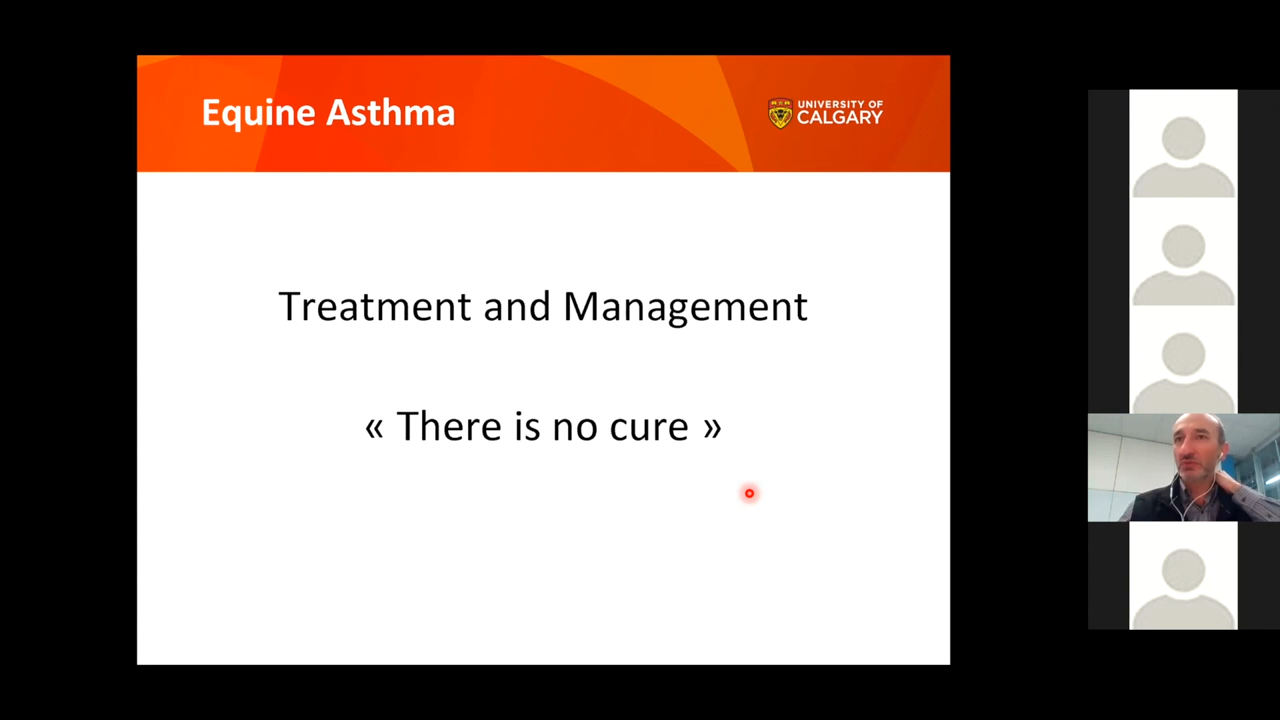 Equine Asthma
UNIVERSITY OF
CALGARY
Treatment and Management
« There is no cure »